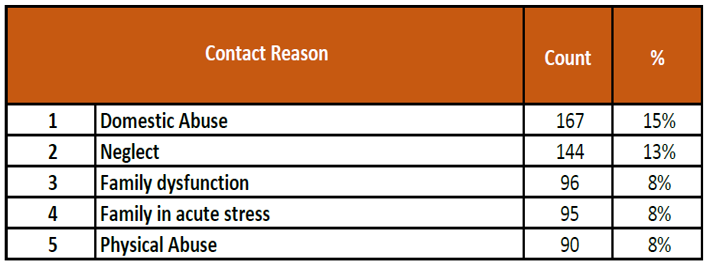 Contact Reason Count %
1 Domestic Abuse 167 15%
2 Neglect 144 13%
3 Family dysfunction 96 8%
4 Family in acute stress 95 8%
5 Physical Abuse 90 8%